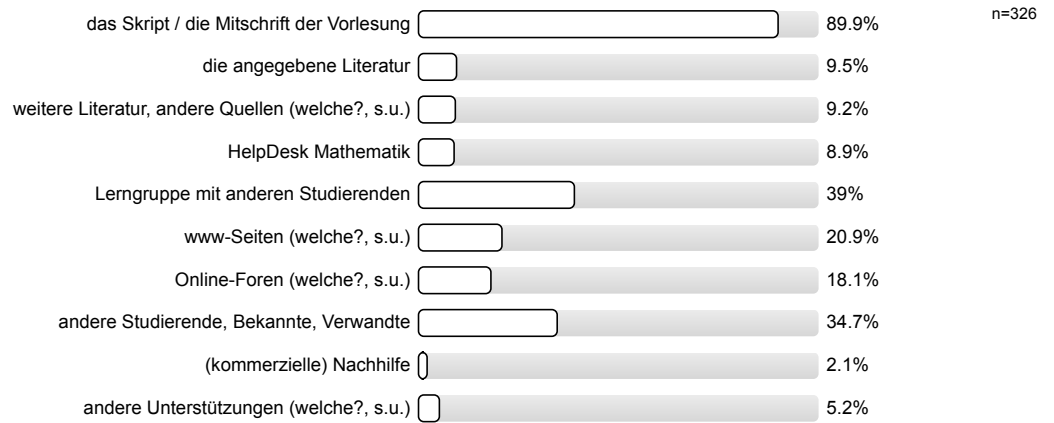 das Skript / die Mitschrift der Vorlesung 89.9% n=326
die angegebene Literatur 9.5%
weitere Literatur, andere Quellen (welche?, s.u.) 9.2%
HelpDesk Mathematik 8.9%
Lerngruppe mit anderen Studierenden 39%
www-Seiten (welche?, s.u.) 20.9%
Online-Foren (welche?, s.u.) 18.1%
andere Studierende, Bekannte, Verwandte 34.7%
(kommerzielle) Nachhilfe 2.1%
andere Unterstützungen (welche?, s.u.) 5.2%